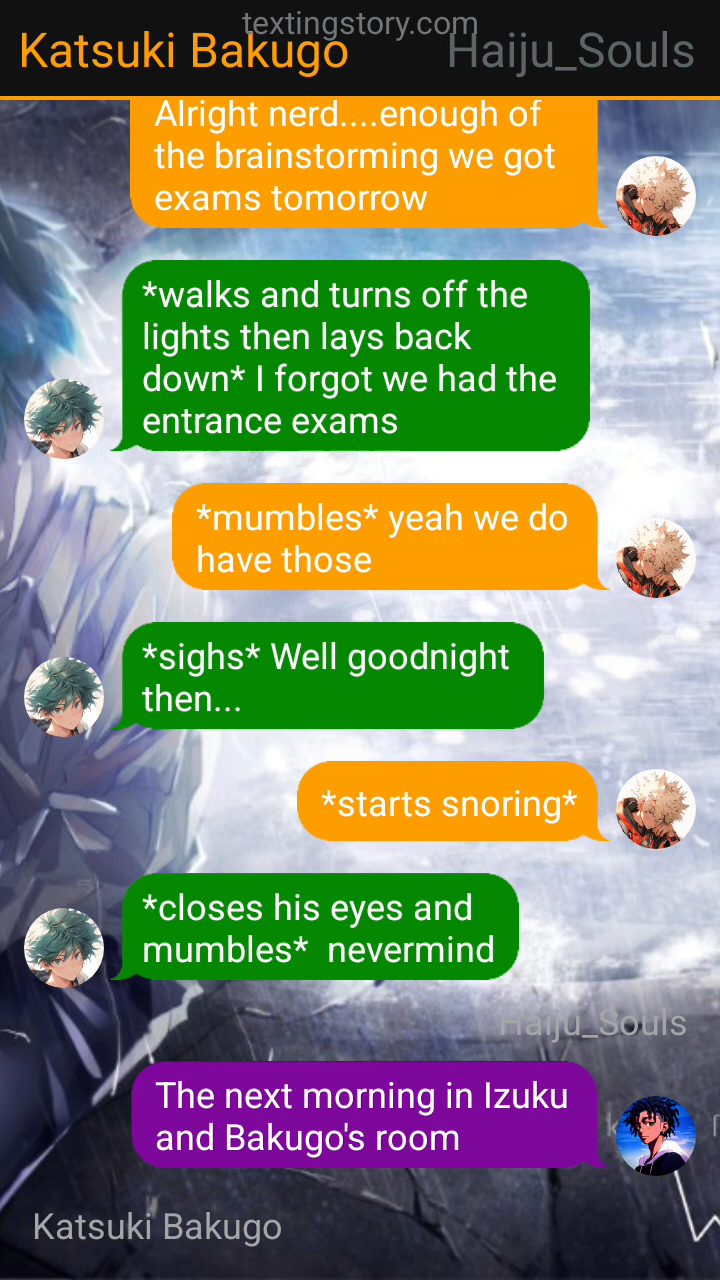 textingstory.com
Katsuki Bakugo
Haiju_Souls
Alright nerd....enough of
the brainstorming we got
exams tomorrow
*walks and turns off the
lights then lays back
down* I forgot we had the
entrance exams
*mumbles* yeah we do
have those
*sighs* Well goodnight
then...
*starts snoring*
*closes his eyes and
mumbles*  nevermind
Haiju_Souls
The next morning in Izuku
and Bakugo's room
Katsuki Bakugo